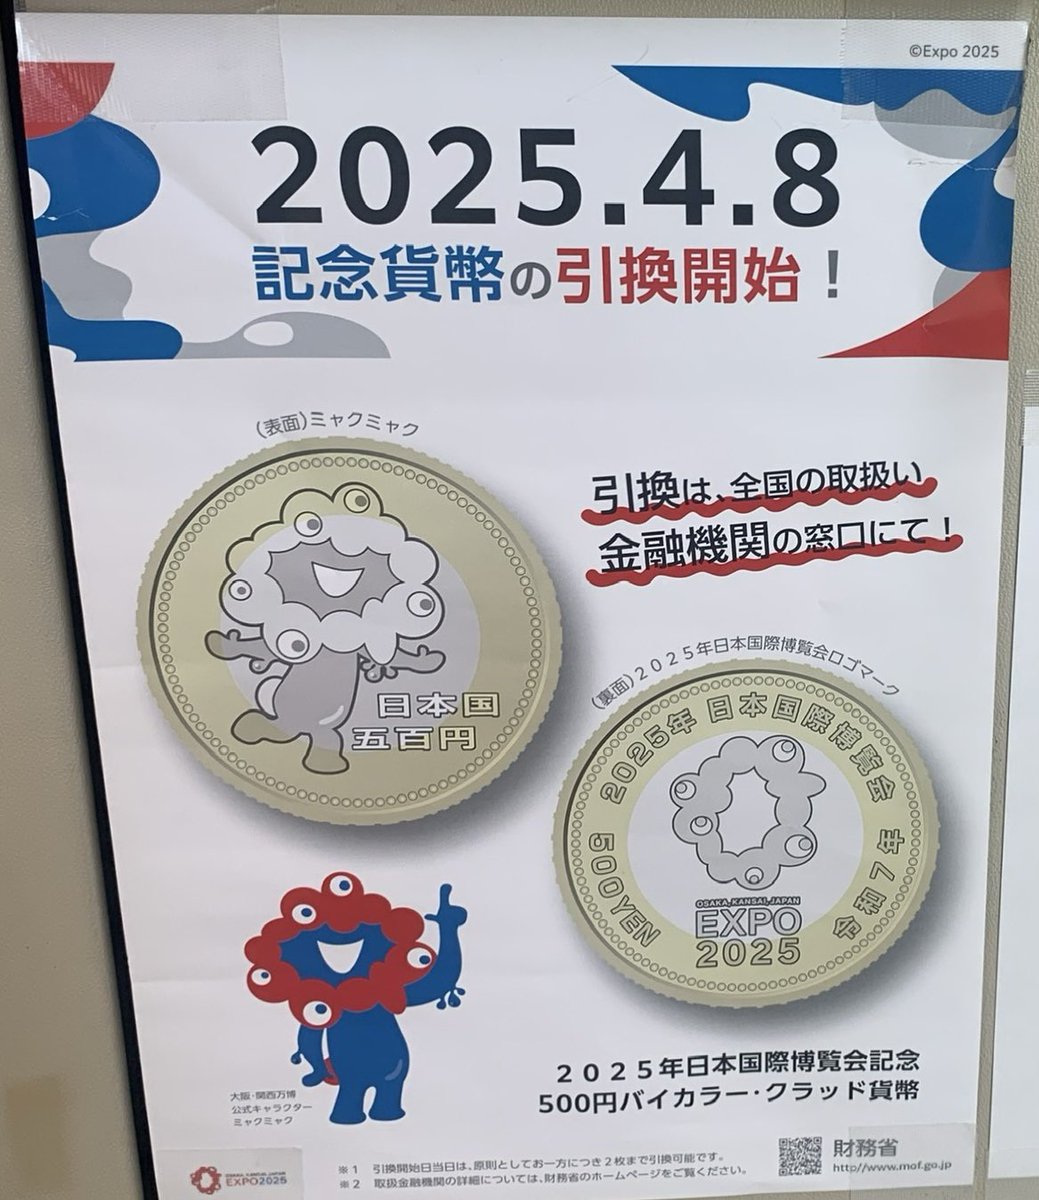 ©Expo 2025
2025.4.8
記念貨幣の引換開始！
(表面)ミャクミャク
引換は、全国の取扱い
金融機関の窓口にて！
日本国
五百円
(裏面)２０２５年日本国際博覧会ロゴマーク
2025年 日本国際博覧会
500YEN
令和7年
OSAKA, KANSAI, JAPAN
EXPO
2025
２０２５年日本国際博覧会記念
500円バイカラー・クラッド貨幣
大阪・関西万博
公式キャラクター
ミャクミャク
OSAKA, KANSAI, JAPAN
EXPO2025
※１ 引換開始日当日は、原則としてお一方につき２枚まで引換可能です。
※２ 取扱金融機関の詳細については、財務省のホームページをご覧ください。
財務省
http://www.mof.go.jp